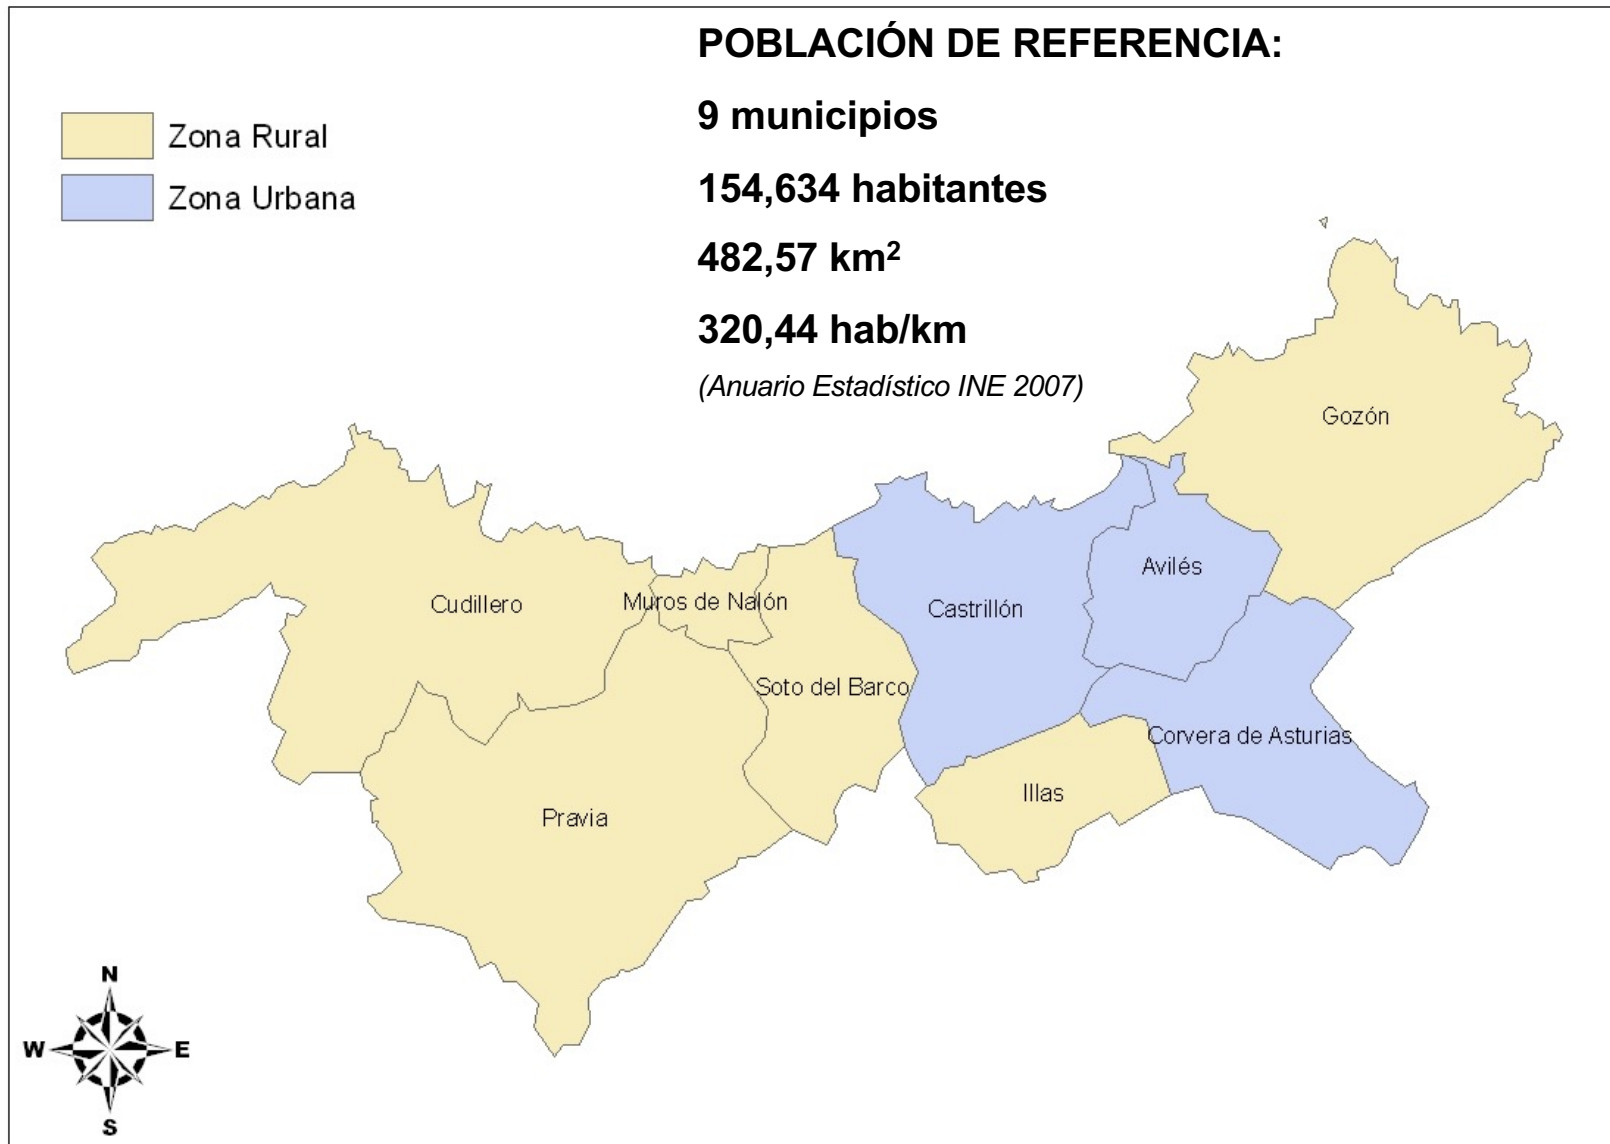 POBLACIÓN DE REFERENCIA:
9 municipios
154,634 habitantes
482,57 km²
320,44 hab/km
(Anuario Estadístico INE 2007)
Zona Rural
Zona Urbana
Gozón
Avilés
Cudillero
Muros de Nalón
Castrillón
Soto del Barco
Corvera de Asturias
Illas
Pravia
N
W
E
S